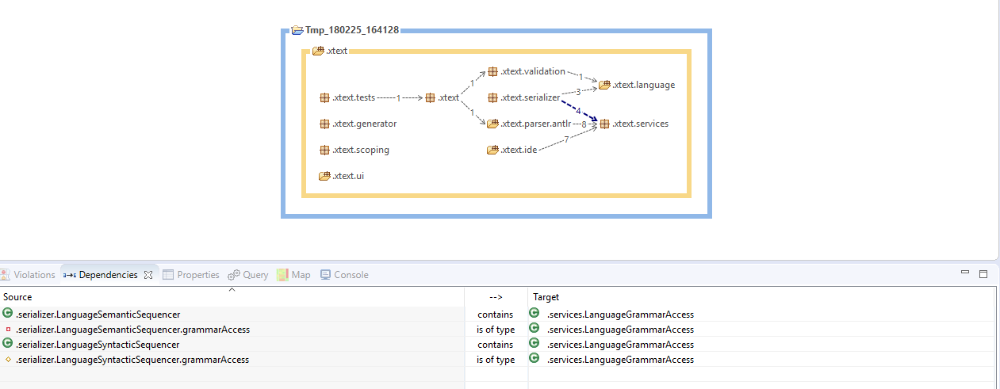 Tmp_180225_164128
.xtext
.xtext.validation
1
.xtext.language
1
3
.xtext.tests
1
.xtext
.xtext.serializer
4
1
.xtext.generator
.xtext.parser.antlr
8
.xtext.services
7
.xtext.scoping
.xtext.ide
.xtext.ui
Violations Dependencies Properties Query Map Console
Source --> Target
.serializer.LanguageSemanticSequencer contains .services.LanguageGrammarAccess
.serializer.LanguageSemanticSequencer.grammarAccess is of type .services.LanguageGrammarAccess
.serializer.LanguageSyntacticSequencer contains .services.LanguageGrammarAccess
.serializer.LanguageSyntacticSequencer.grammarAccess is of type .services.LanguageGrammarAccess